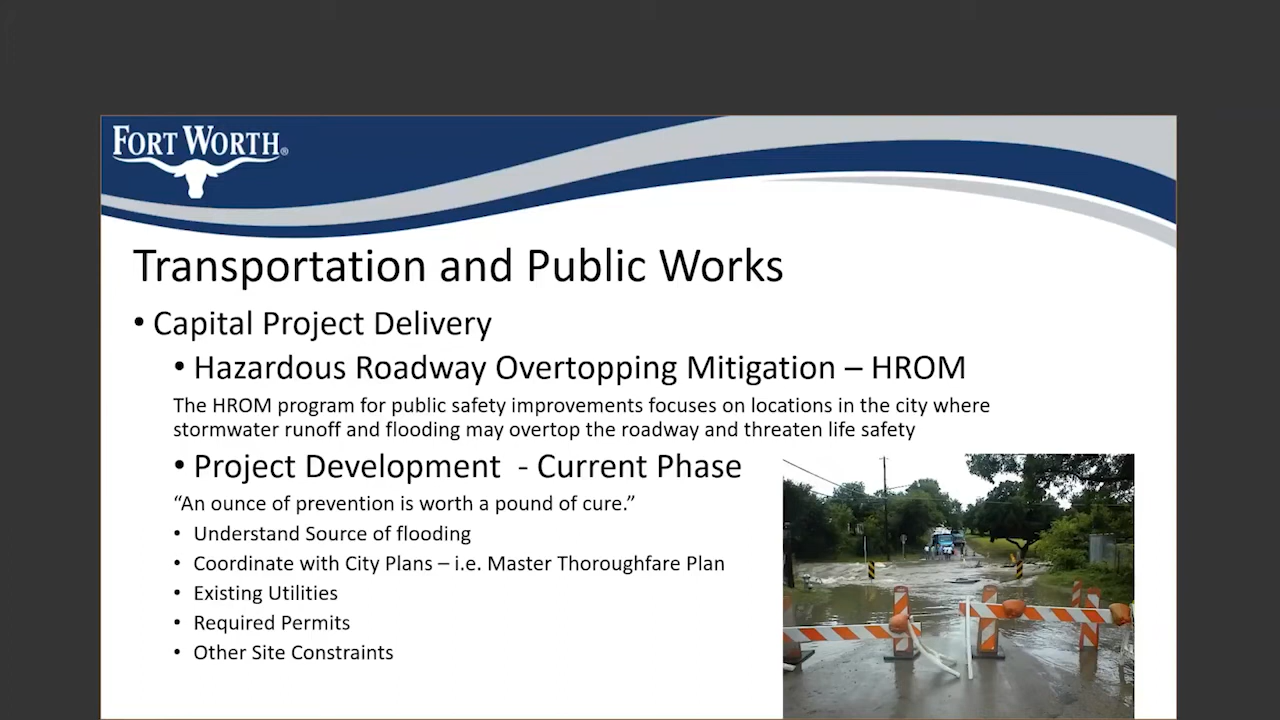 FORT WORTH®
Transportation and Public Works
• Capital Project Delivery
• Hazardous Roadway Overtopping Mitigation – HROM
The HROM program for public safety improvements focuses on locations in the city where
stormwater runoff and flooding may overtop the roadway and threaten life safety
• Project Development - Current Phase
“An ounce of prevention is worth a pound of cure.”
• Understand Source of flooding
• Coordinate with City Plans – i.e. Master Thoroughfare Plan
• Existing Utilities
• Required Permits
• Other Site Constraints